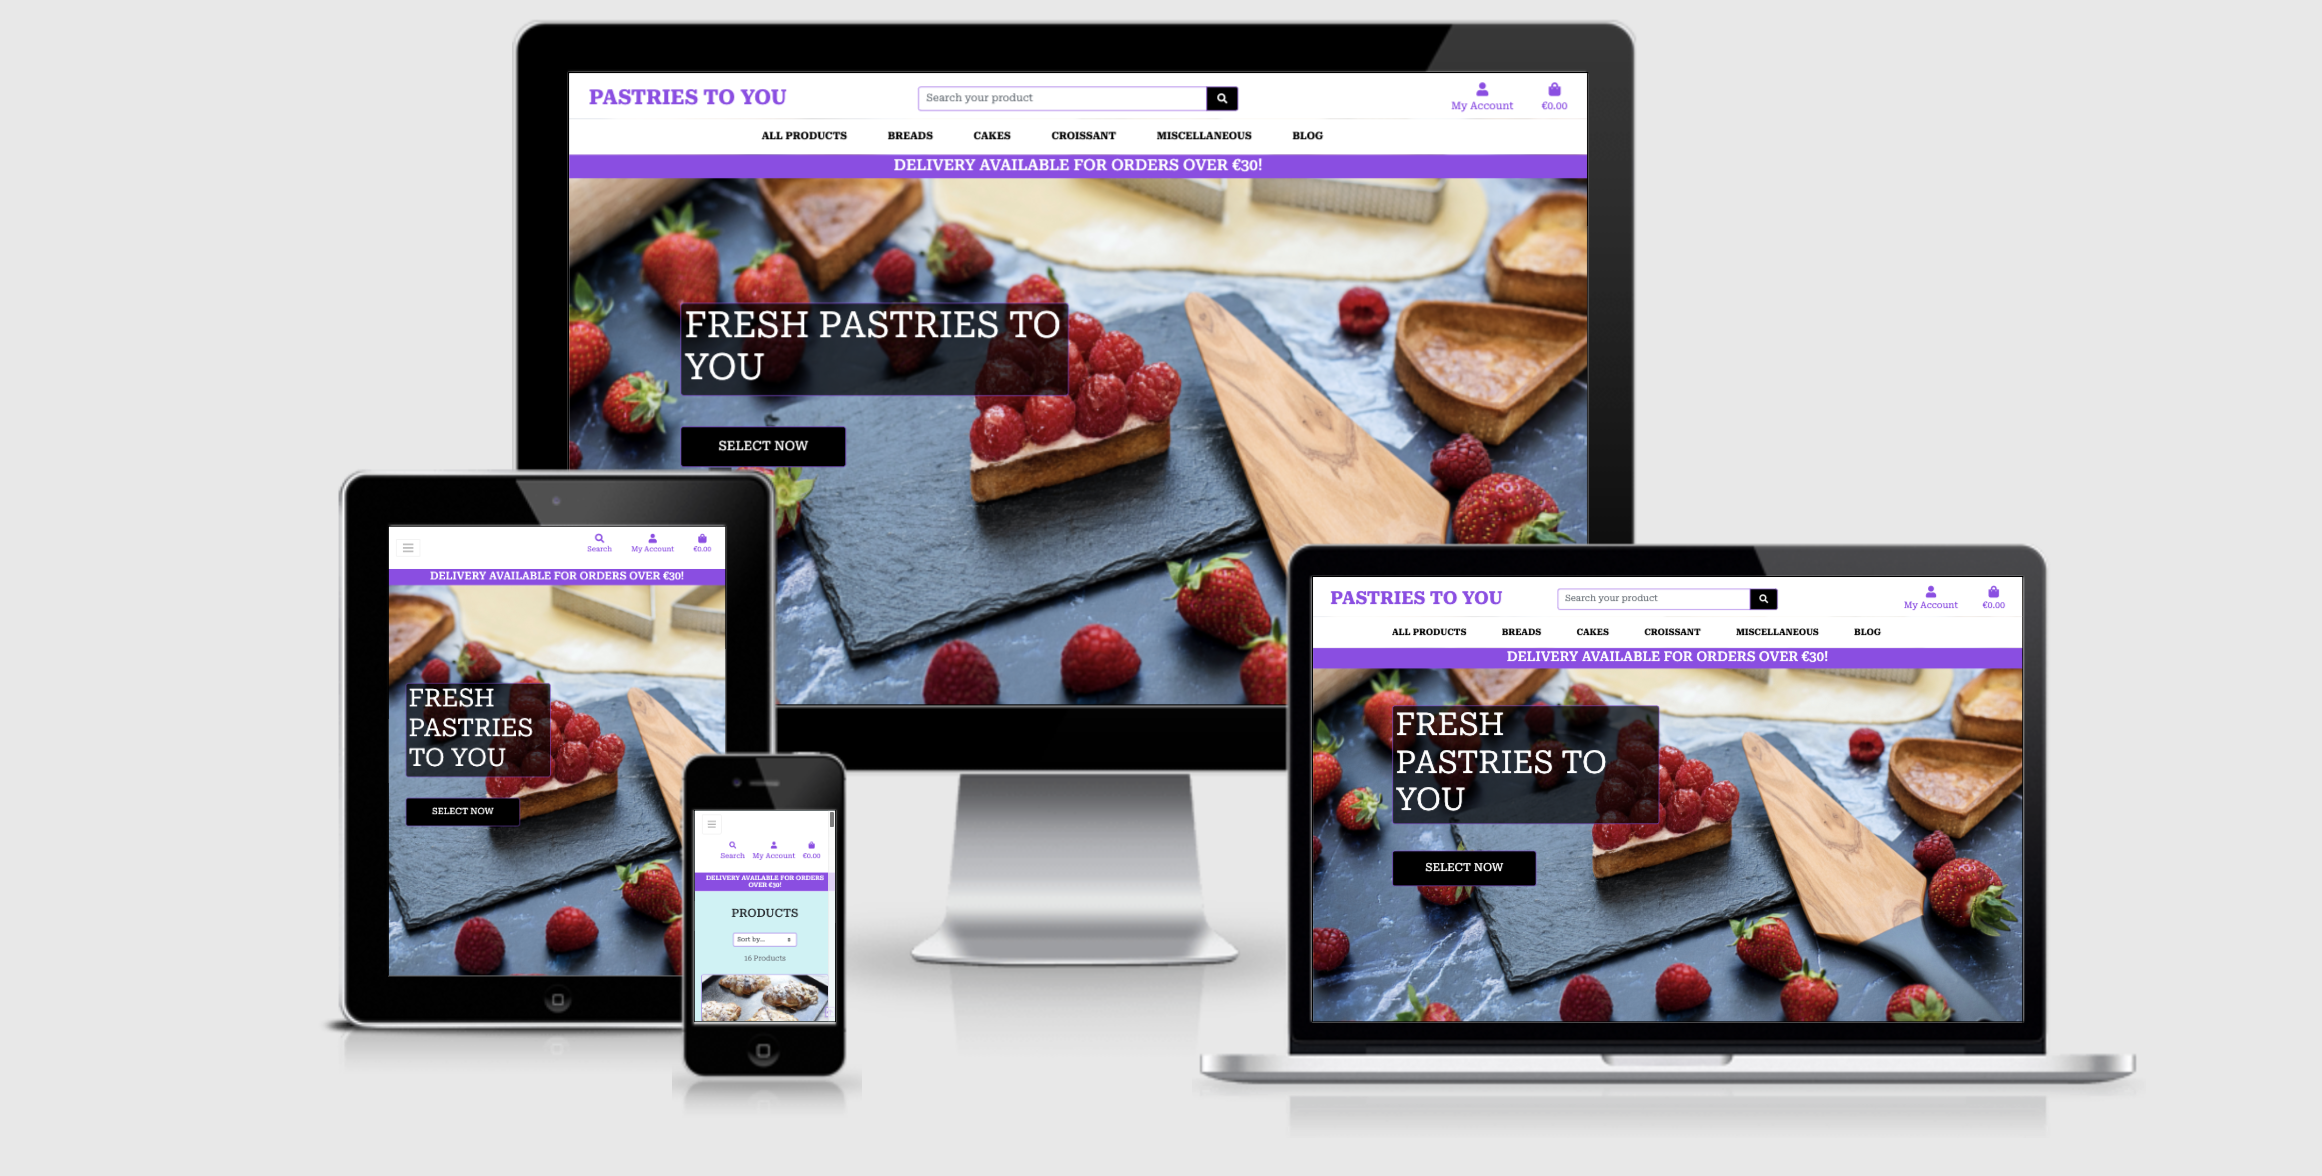 PASTRIES TO YOU
Search your product
My Account
€0.00
ALL PRODUCTS
BREADS
CAKES
CROISSANT
MISCELLANEOUS
BLOG
DELIVERY AVAILABLE FOR ORDERS OVER €30!
FRESH PASTRIES TO
YOU
SELECT NOW
Search
My Account
€0.00
DELIVERY AVAILABLE FOR ORDERS OVER €30!
FRESH
PASTRIES
TO YOU
SELECT NOW
Search
My Account
€0.00
DELIVERY AVAILABLE FOR ORDERS
OVER €30!
PRODUCTS
Sort by...
16 Products
PASTRIES TO YOU
Search your product
My Account
€0.00
ALL PRODUCTS
BREADS
CAKES
CROISSANT
MISCELLANEOUS
BLOG
DELIVERY AVAILABLE FOR ORDERS OVER €30!
FRESH
PASTRIES TO
YOU
SELECT NOW